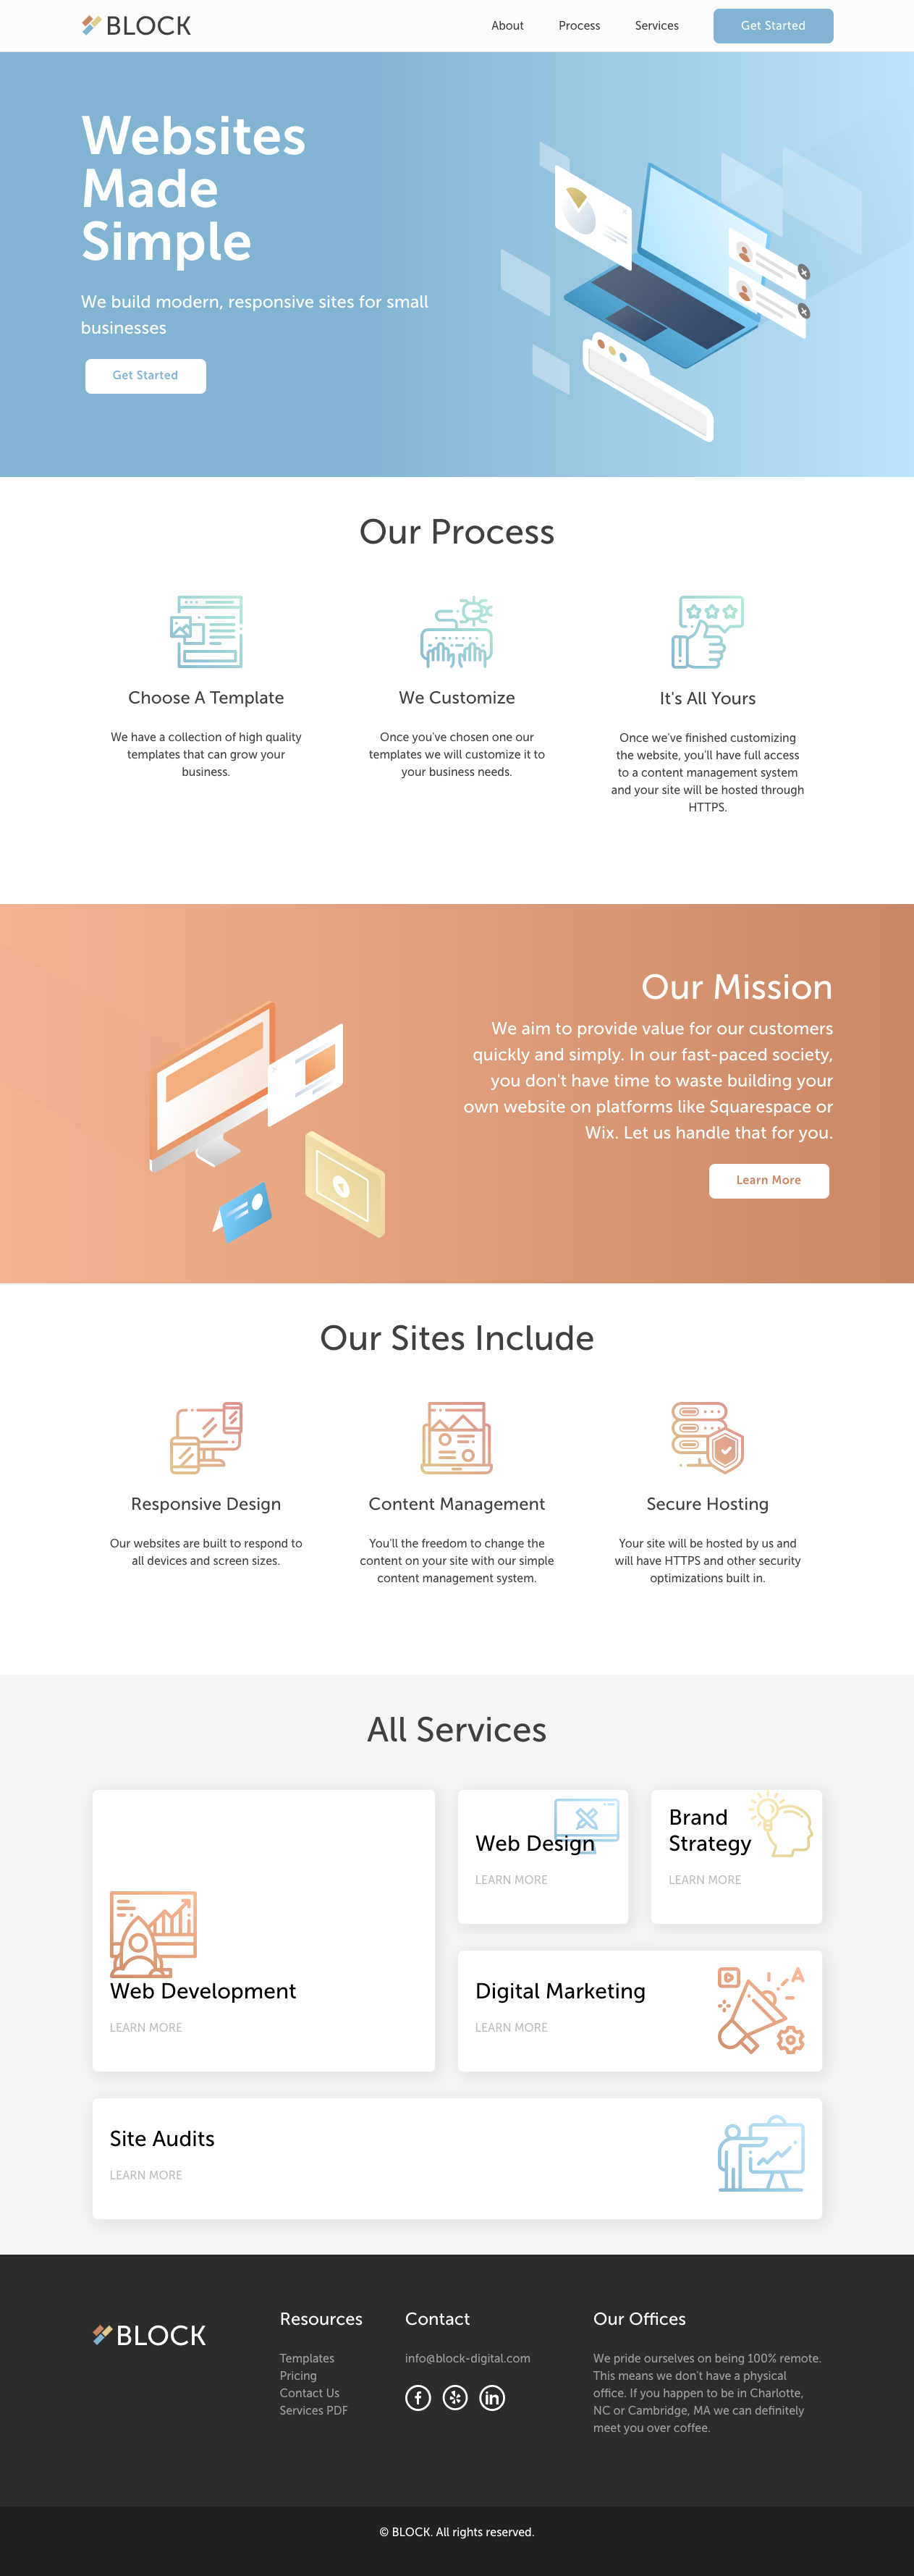 BLOCK
About
Process
Services
Get Started
Websites
Made
Simple
We build modern, responsive sites for small
businesses
Get Started
Our Process
Choose A Template
We have a collection of high quality
templates that can grow your
business.
We Customize
Once you've chosen one our
templates we will customize it to
your business needs.
It's All Yours
Once we've finished customizing
the website, you'll have full access
to a content management system
and your site will be hosted through
HTTPS.
Our Mission
We aim to provide value for our customers
quickly and simply. In our fast-paced society,
you don't have time to waste building your
own website on platforms like Squarespace or
Wix. Let us handle that for you.
Learn More
Our Sites Include
Responsive Design
Our websites are built to respond to
all devices and screen sizes.
Content Management
You'll the freedom to change the
content on your site with our simple
content management system.
Secure Hosting
Your site will be hosted by us and
will have HTTPS and other security
optimizations built in.
All Services
Web Development
LEARN MORE
Web Design
LEARN MORE
Brand
Strategy
LEARN MORE
Digital Marketing
LEARN MORE
Site Audits
LEARN MORE
BLOCK
Resources
Templates
Pricing
Contact Us
Services PDF
Contact
info@block-digital.com
Our Offices
We pride ourselves on being 100% remote.
This means we don't have a physical
office. If you happen to be in Charlotte,
NC or Cambridge, MA we can definitely
meet you over coffee.
© BLOCK. All rights reserved.